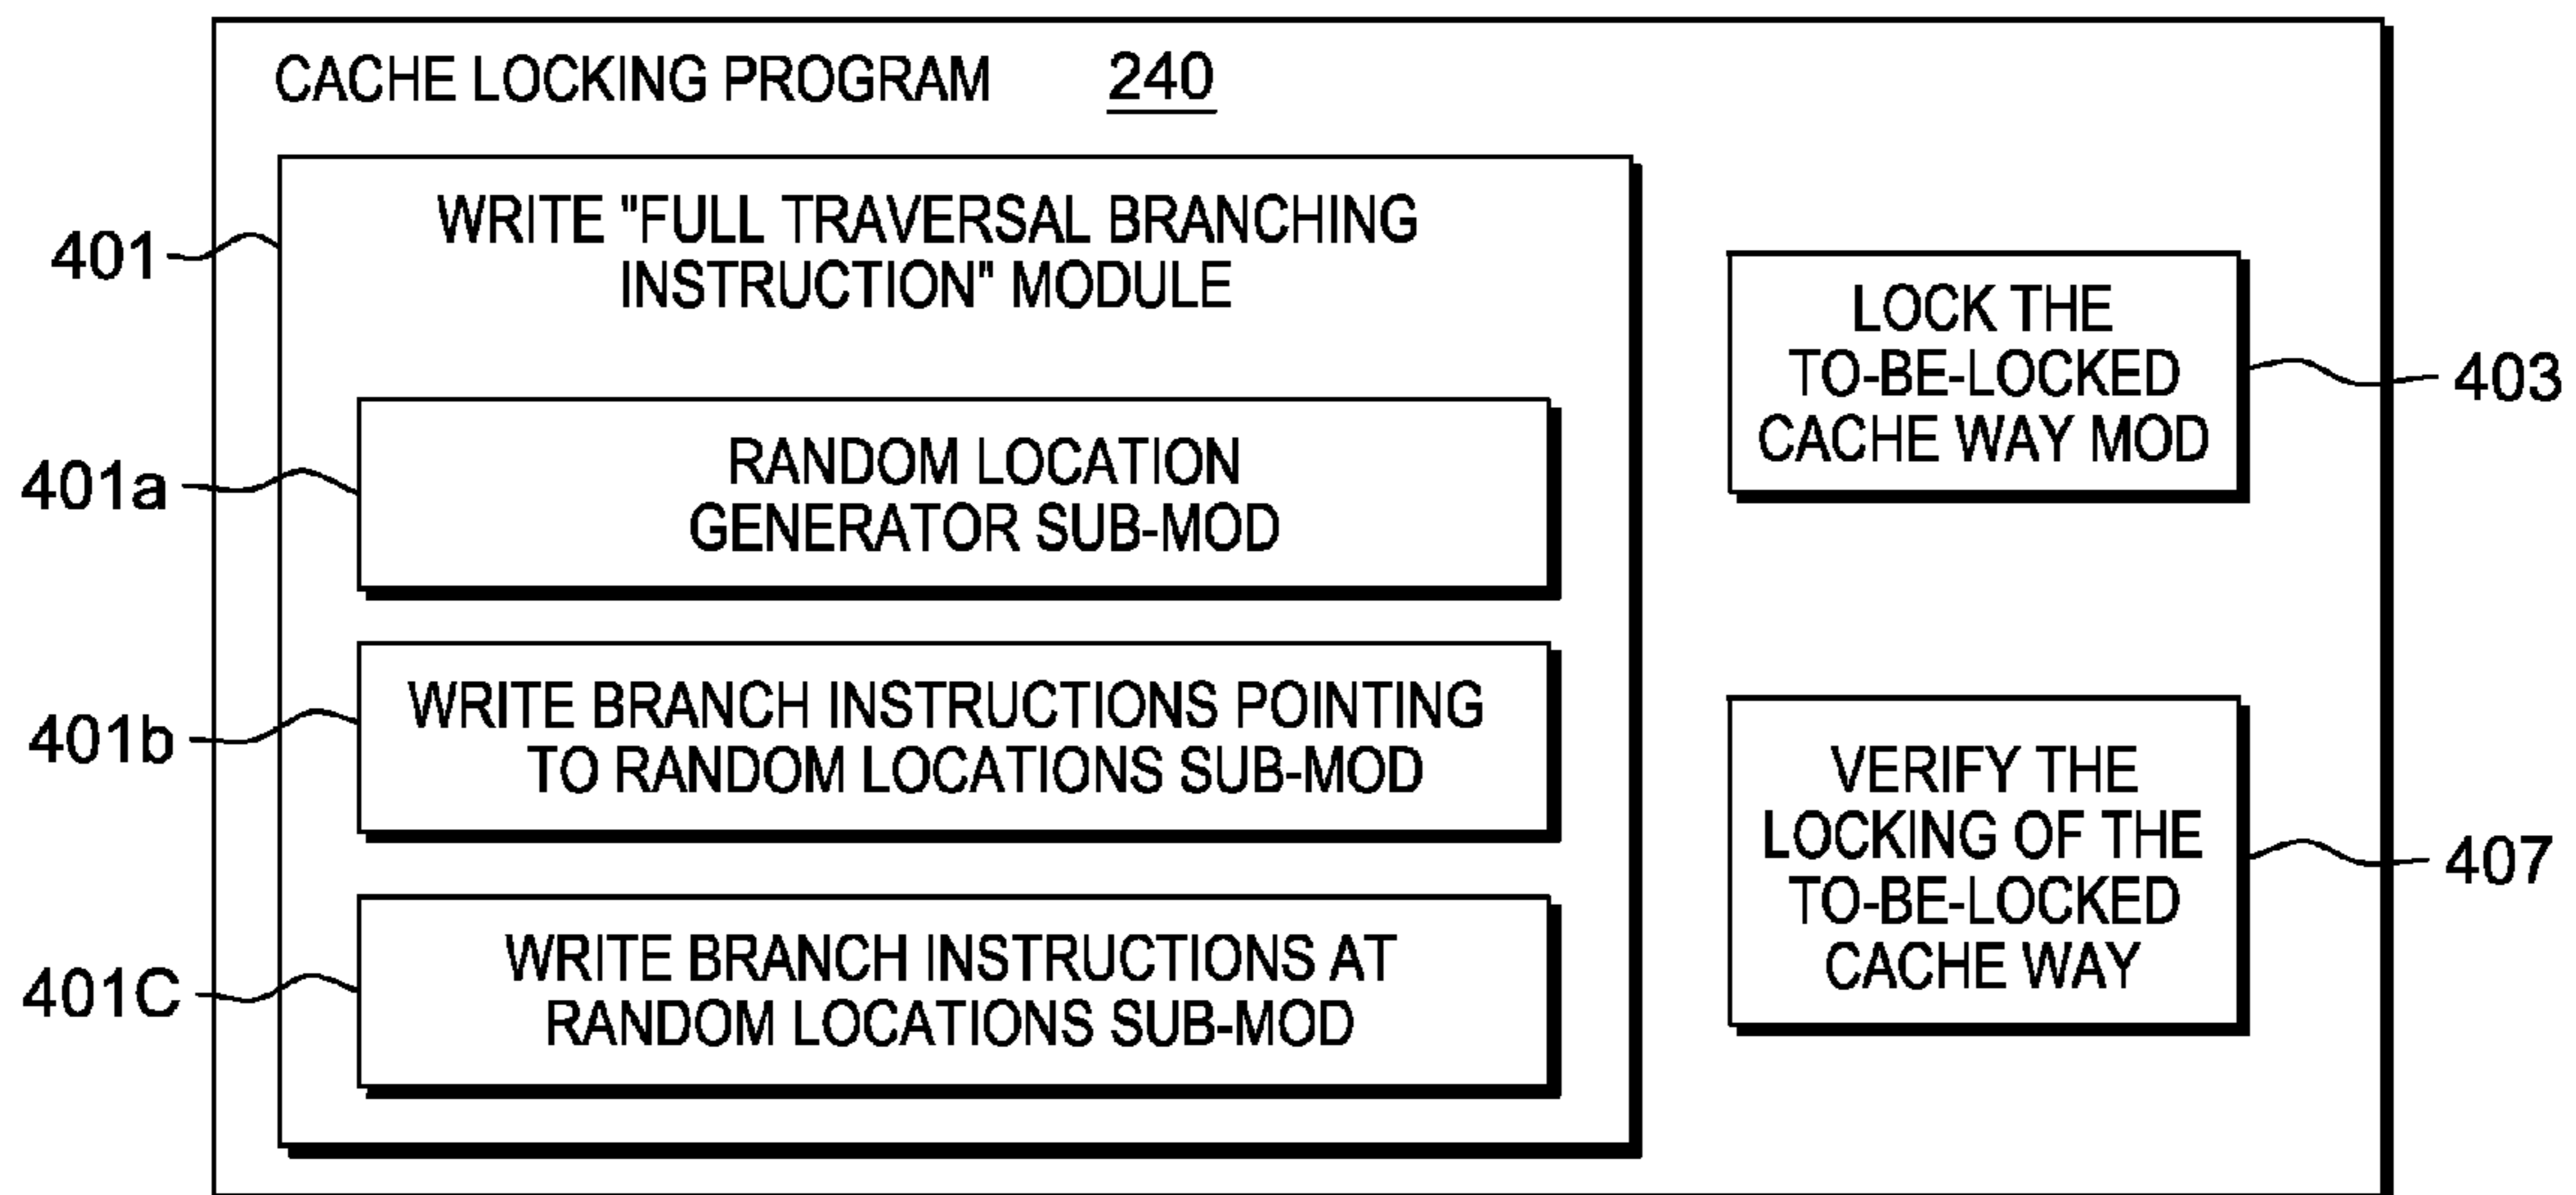 CACHE LOCKING PROGRAM 240
401
WRITE "FULL TRAVERSAL BRANCHING
INSTRUCTION" MODULE
401a
RANDOM LOCATION
GENERATOR SUB-MOD
401b
WRITE BRANCH INSTRUCTIONS POINTING
TO RANDOM LOCATIONS SUB-MOD
401C
WRITE BRANCH INSTRUCTIONS AT
RANDOM LOCATIONS SUB-MOD
LOCK THE
TO-BE-LOCKED
CACHE WAY MOD
403
VERIFY THE
LOCKING OF THE
TO-BE-LOCKED
CACHE WAY
407